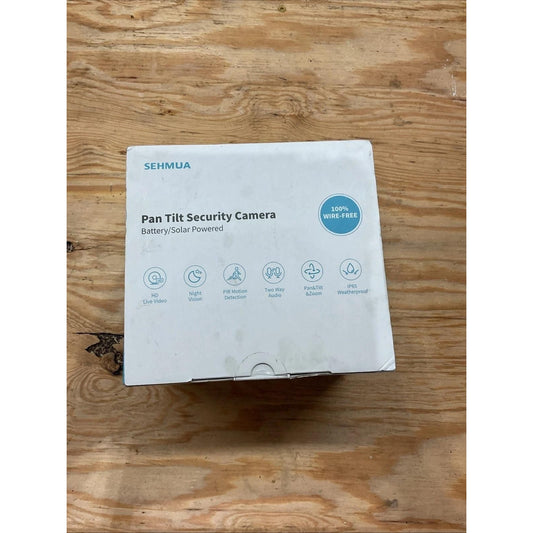 SEHMUA
Pan Tilt Security Camera
Battery/Solar Powered
100%
WIRE-FREE
HD
Live Video
Night
Vision
PIR Motion
Detection
Two Way
Audio
Pan&Tilt
&Zoom
IP65
Weatherproof